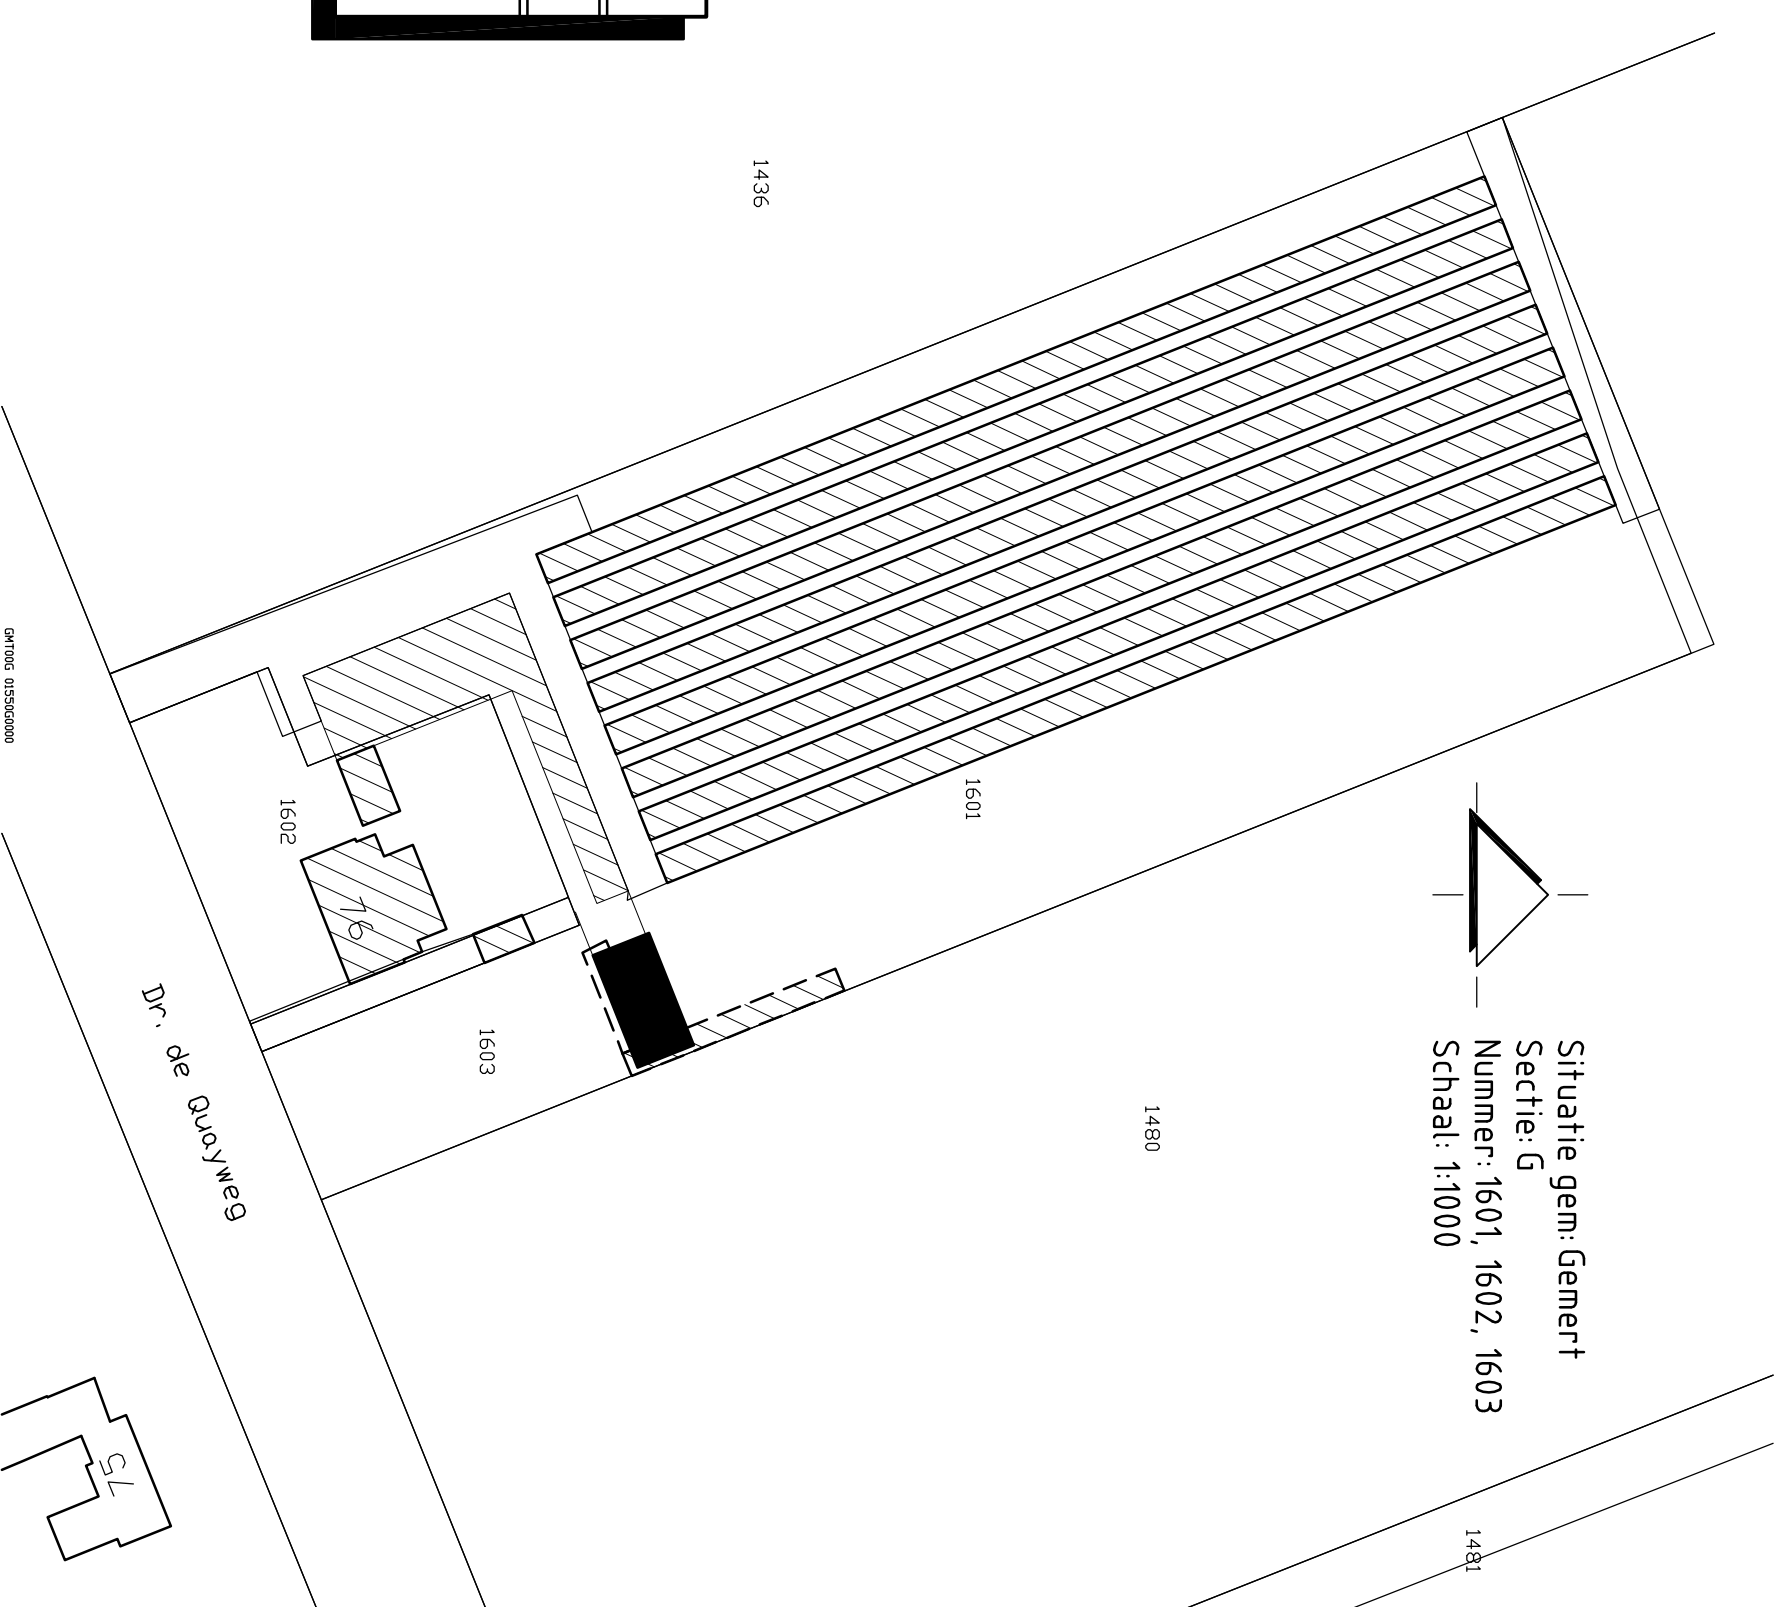 Situatie gem: Gemert
Sectie: G
Nummer: 1601, 1602, 1603
Schaal: 1:1000
1436
1601
1602
76
1603
1480
1481
Dr. de Quayweg
75
GMT00G 01550G0000